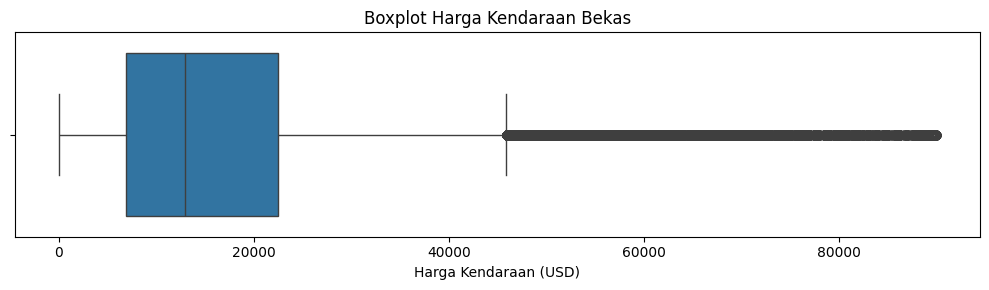 Boxplot Harga Kendaraan Bekas
0 20000 40000 60000 80000
Harga Kendaraan (USD)